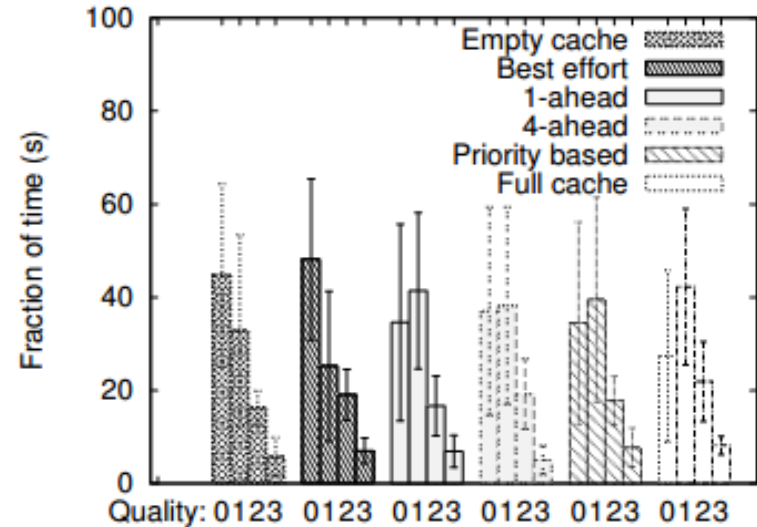 100
80
60
40
20
0
Fraction of time (s)
Empty cache
Best effort
1-ahead
4-ahead
Priority based
Full cache
Quality: 0123 0123 0123 0123 0123 0123